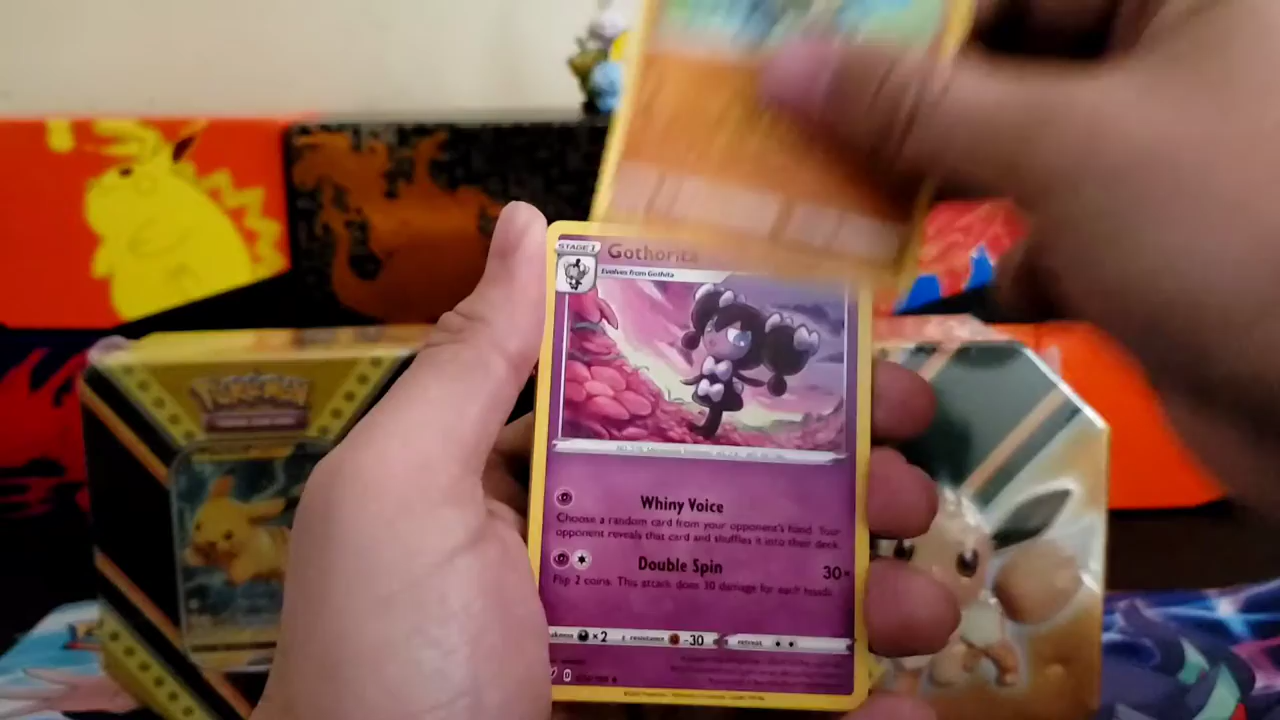 STAGE 1
Gothorita
Evolves from Gothita
POKÉMON
Whiny Voice
Choose a random card from your opponent's hand. Your
opponent reveals that card and shuffles it into their deck.
Double Spin 30×
Flip 2 coins. This attack does 30 damage for each heads.
×2 resistance -30 retreat